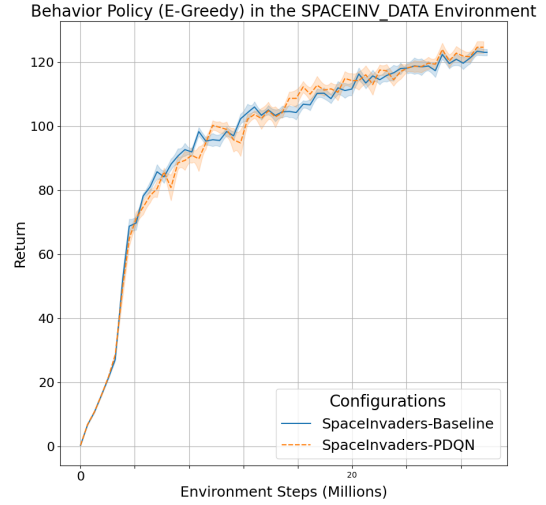 Behavior Policy (E-Greedy) in the SPACEINV_DATA Environment
120
100
80
60
40
20
0
Return
Configurations
SpaceInvaders-Baseline
SpaceInvaders-PDQN
0
20
Environment Steps (Millions)